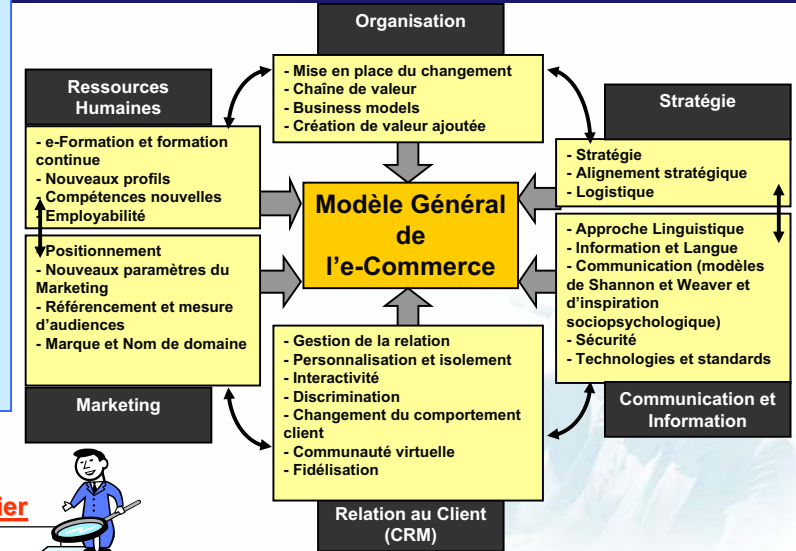 Organisation
- Mise en place du changement
- Chaîne de valeur
- Business models
- Création de valeur ajoutée
Ressources
Humaines
- e-Formation et formation
continue
- Nouveaux profils
- Compétences nouvelles
- Employabilité
Stratégie
- Stratégie
- Alignement stratégique
- Logistique
Modèle Général
de
l'e-Commerce
- Positionnement
- Nouveaux paramètres du
Marketing
- Référencement et mesure
d'audiences
- Marque et Nom de domaine
Marketing
- Approche Linguistique
- Information et Langue
- Communication (modèles
de Shannon et Weaver et
d'inspiration
sociopsychologique)
- Sécurité
- Technologies et standards
Communication et
Information
- Gestion de la relation
- Personnalisation et isolement
- Interactivité
- Discrimination
- Changement du comportement
client
- Communauté virtuelle
- Fidélisation
Relation au Client
(CRM)